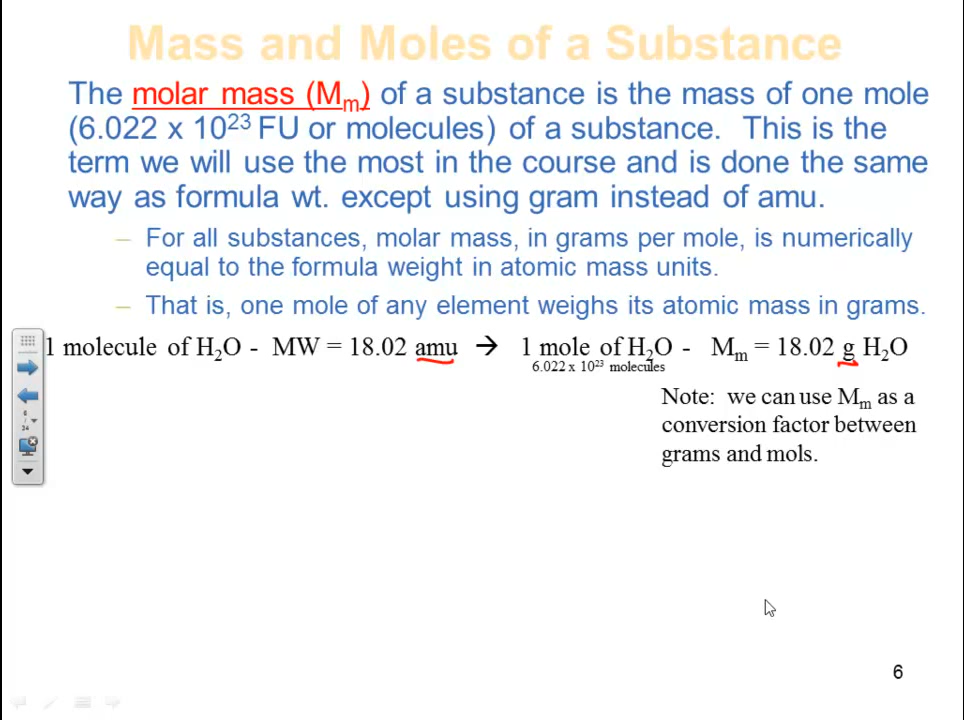 Mass and Moles of a Substance
The molar mass (Mₘ) of a substance is the mass of one mole
(6.022 x 10²³ FU or molecules) of a substance. This is the
term we will use the most in the course and is done the same
way as formula wt. except using gram instead of amu.
– For all substances, molar mass, in grams per mole, is numerically
equal to the formula weight in atomic mass units.
– That is, one mole of any element weighs its atomic mass in grams.
1 molecule of H₂O - MW = 18.02 amu → 1 mole of H₂O - Mₘ = 18.02 g H₂O
6.022 x 10²³ molecules
Note: we can use Mₘ as a
conversion factor between
grams and mols.
6
/
34
6